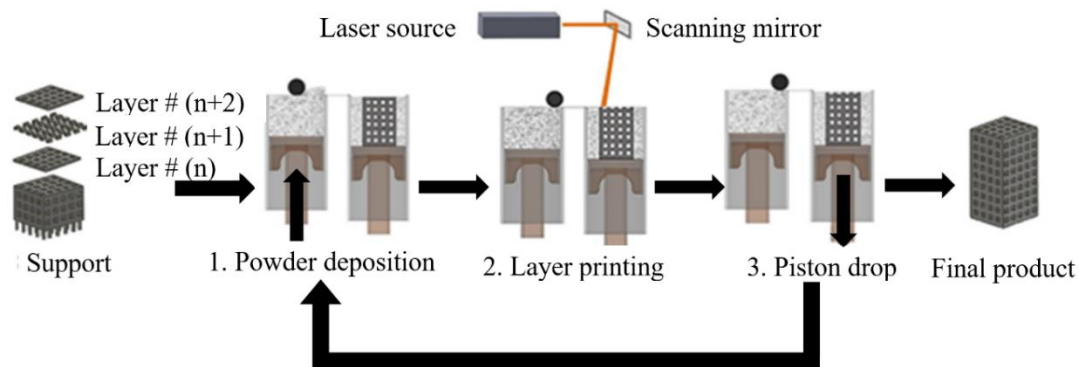 Laser source
Scanning mirror
Layer # (n+2)
Layer # (n+1)
Layer # (n)
Support
1. Powder deposition
2. Layer printing
3. Piston drop
Final product